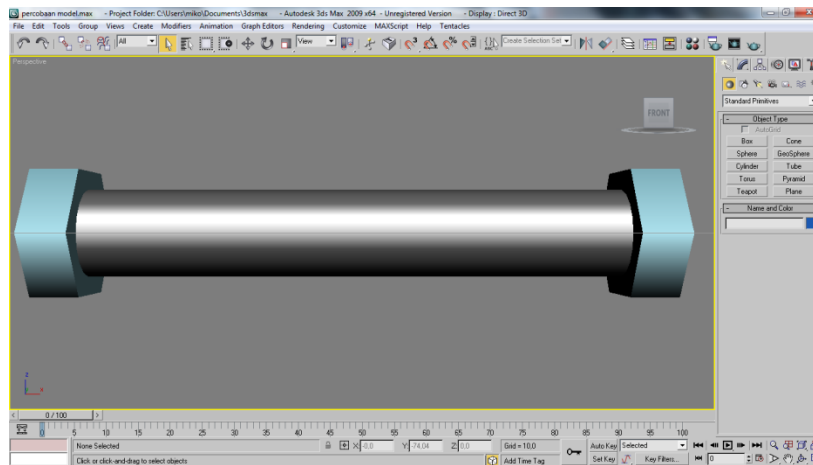 percobaan model.max - Project Folder: C:\Users\miko\Documents\3dsmax - Autodesk 3ds Max 2009 x64 - Unregistered Version - Display : Direct 3D
File Edit Tools Group Views Create Modifiers Animation Graph Editors Rendering Customize MAXScript Help Tentacles
All View Create Selection Set
Perspective
FRONT
Standard Primitives
- Object Type
AutoGrid
Box Cone
Sphere GeoSphere
Cylinder Tube
Torus Pyramid
Teapot Plane
- Name and Color
z
x
< 0 / 100 >
0 5 10 15 20 25 30 35 40 45 50 55 60 65 70 75 80 85 90 95 100
None Selected X: -0,0 Y: -74,04 Z: 0,0 Grid = 10,0 Auto Key Selected
Click or click-and-drag to select objects Add Time Tag Set Key Key Filters... 0